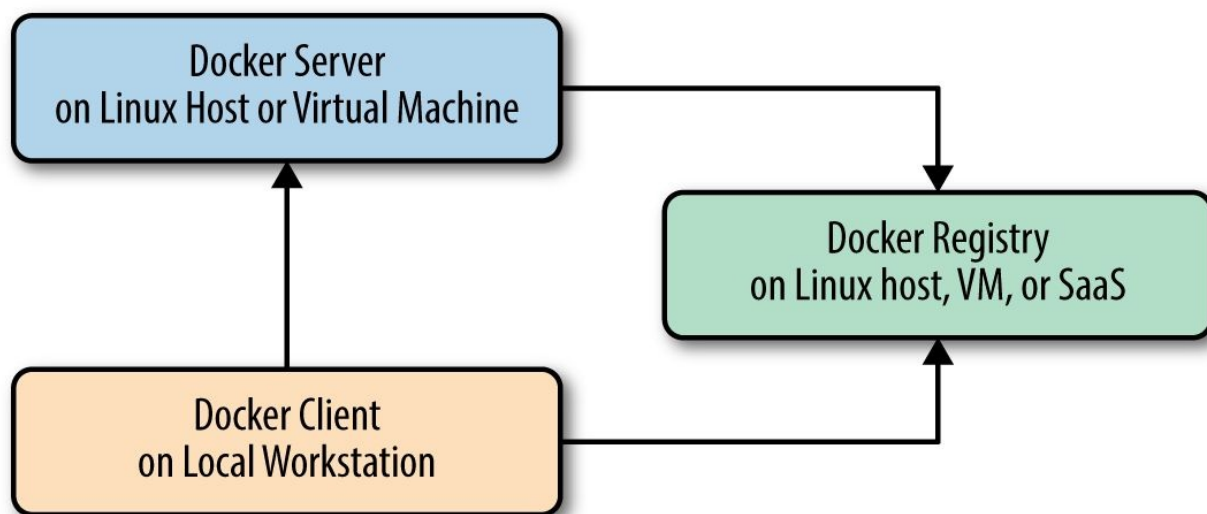 Docker Server
on Linux Host or Virtual Machine
Docker Registry
on Linux host, VM, or SaaS
Docker Client
on Local Workstation